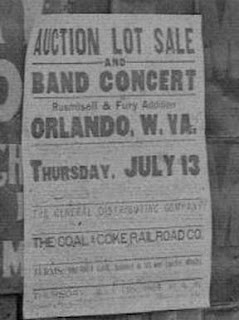 AUCTION LOT SALE
AND
BAND CONCERT
Rusmisell & Fury Addition
ORLANDO, W. VA.
THURSDAY, JULY 13
THE GENERAL DISTRIBUTING COMPANY
THE COAL & COKE RAILROAD CO.